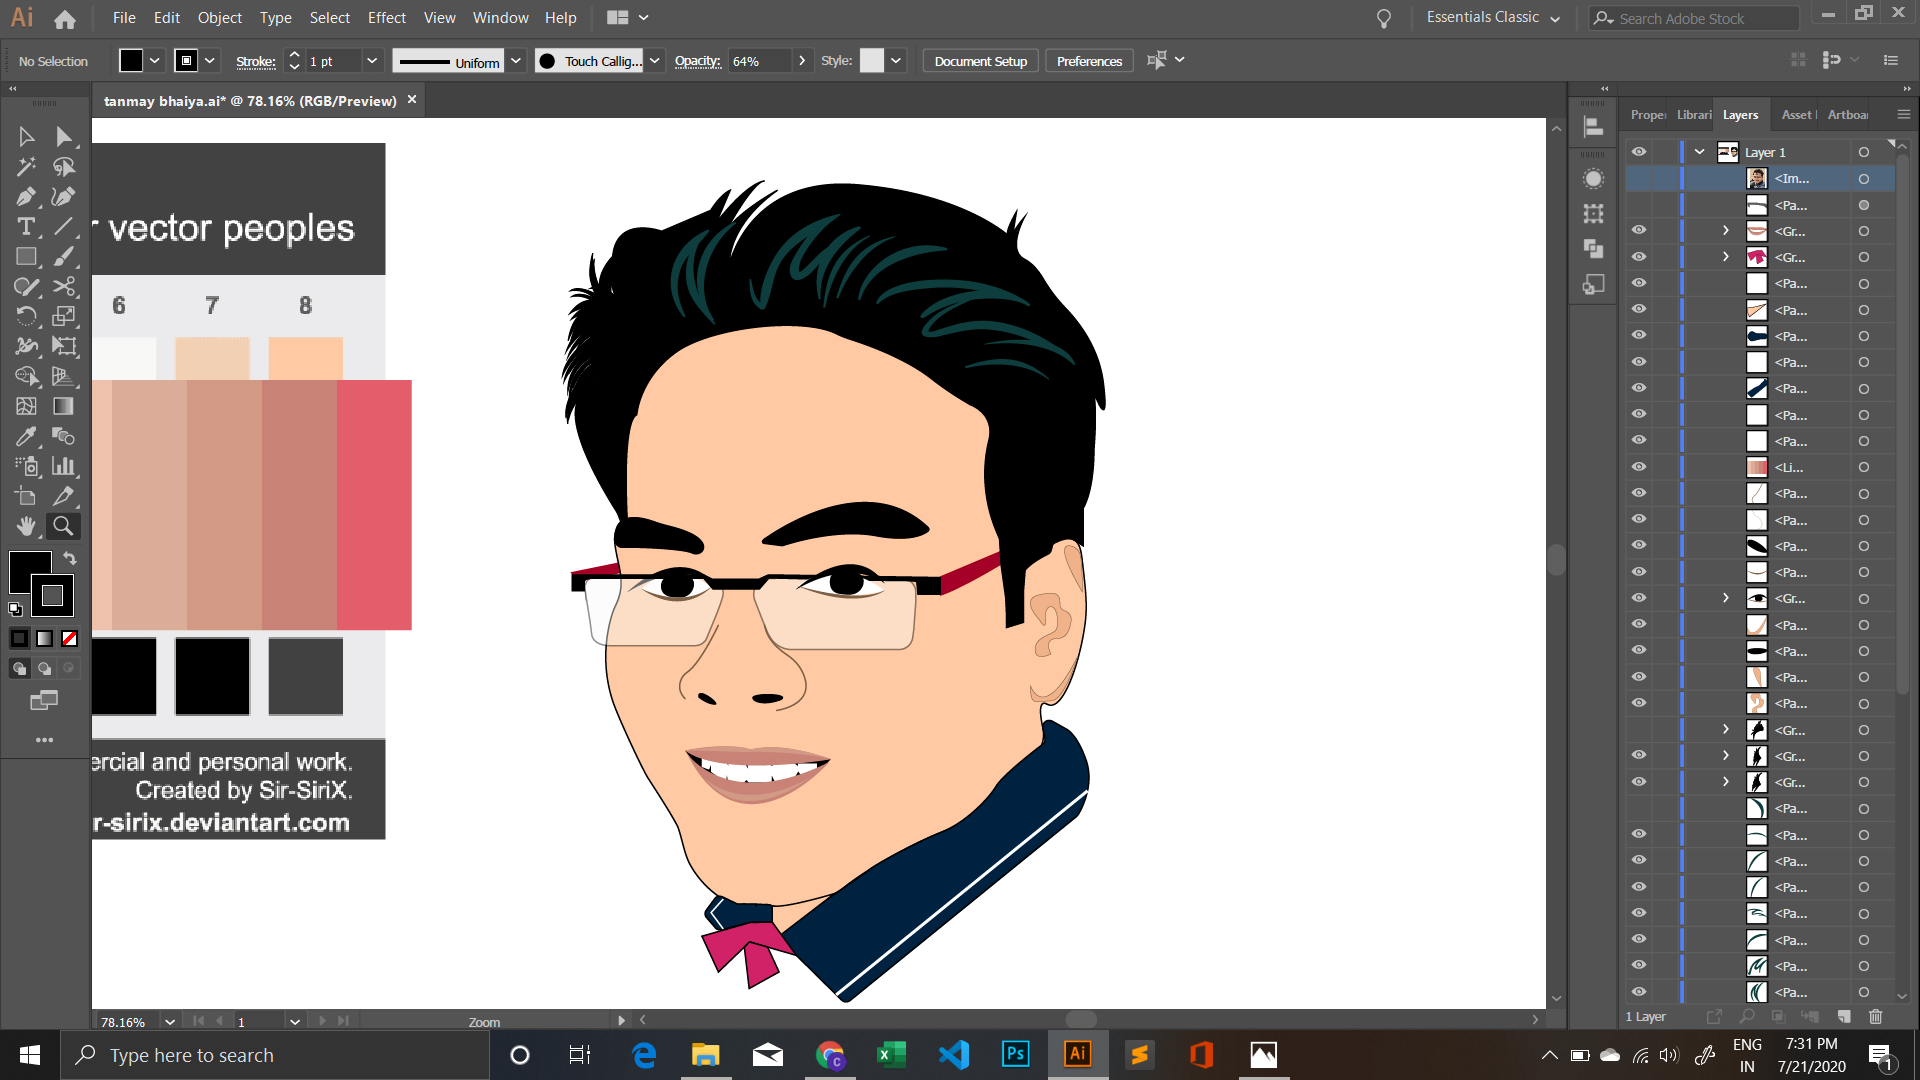 Ai File Edit Object Type Select Effect View Window Help Essentials Classic Search Adobe Stock
No Selection Stroke: 1 pt Uniform Touch Callig... Opacity: 64% Style: Document Setup Preferences
tanmay bhaiya.ai* @ 78.16% (RGB/Preview) ×
Layers Asset
Layer 1
<Im...
<Pa...
<Gr...
<Gr...
<Pa...
<Pa...
<Pa...
<Pa...
<Pa...
<Pa...
<Pa...
<Li...
<Pa...
<Pa...
<Pa...
<Pa...
<Gr...
<Pa...
<Pa...
<Pa...
<Pa...
<Gr...
<Gr...
<Gr...
<Pa...
<Pa...
<Pa...
<Pa...
<Pa...
<Pa...
<Pa...
<Pa...
1 Layer
vector peoples
6 7 8
ercial and personal work.
Created by Sir-SiriX.
r-sirix.deviantart.com
78.16% 1 Zoom
Type here to search
Ps Ai
ENG
IN
7:31 PM
7/21/2020
1